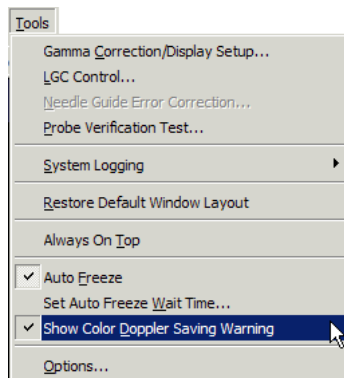 Tools
Gamma Correction/Display Setup...
LGC Control...
Needle Guide Error Correction...
Probe Verification Test...
System Logging
Restore Default Window Layout
Always On Top
Auto Freeze
Set Auto Freeze Wait Time...
Show Color Doppler Saving Warning
Options...